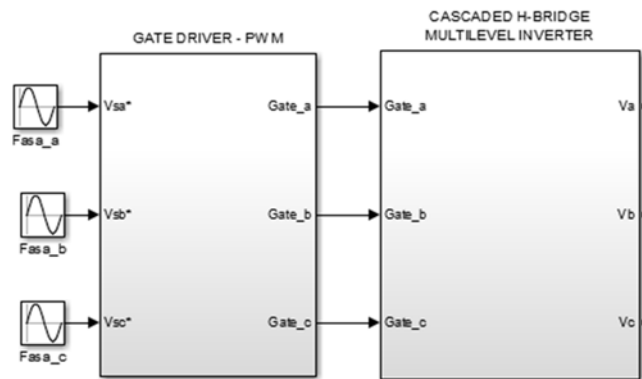 GATE DRIVER - PWM
CASCADED H-BRIDGE
MULTILEVEL INVERTER
Fasa_a
Vsa*
Gate_a
Gate_a
Va
Fasa_b
Vsb*
Gate_b
Gate_b
Vb
Fasa_c
Vsc*
Gate_c
Gate_c
Vc